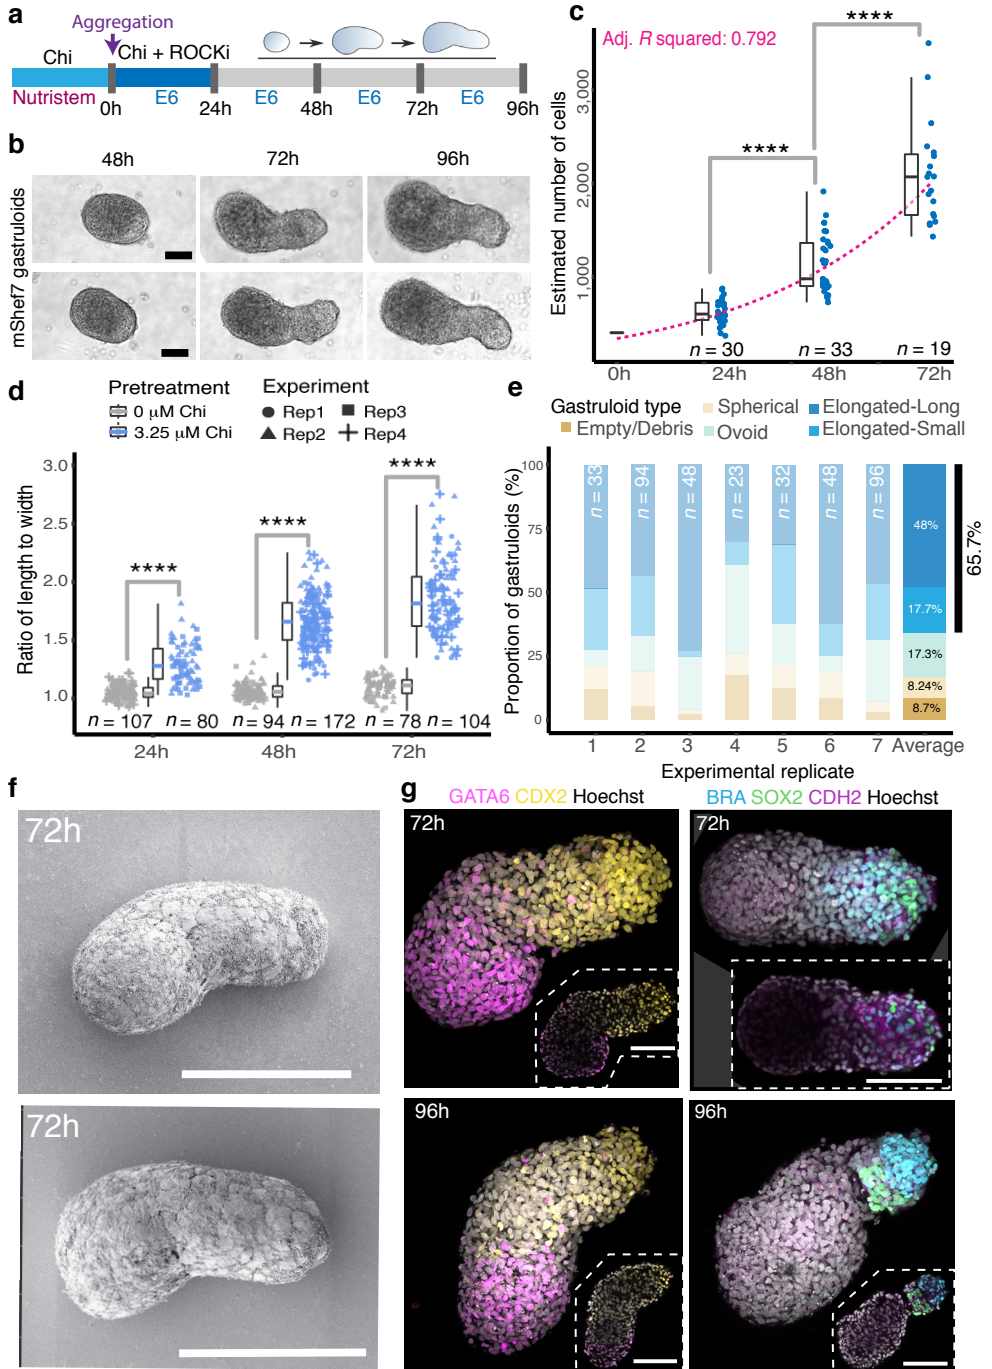 a
Aggregation
Chi
Chi + ROCKi
Nutristem
E6
E6
E6
E6
0h
24h
48h
72h
96h
b
48h
72h
96h
mShef7 gastruloids
c
Adj. R squared: 0.792
****
****
Estimated number of cells
3,000
2,000
1,000
n = 30
n = 33
n = 19
0h
24h
48h
72h
d
Pretreatment
0 μM Chi
3.25 μM Chi
Experiment
Rep1
Rep3
Rep2
Rep4
Ratio of length to width
3.0
2.5
2.0
1.5
1.0
****
****
****
n = 107
n = 80
n = 94
n = 172
n = 78
n = 104
24h
48h
72h
e
Gastruloid type
Spherical
Elongated-Long
Empty/Debris
Ovoid
Elongated-Small
Proportion of gastruloids (%)
100
75
50
25
0
n = 33
n = 94
n = 48
n = 23
n = 32
n = 48
n = 96
48%
17.7%
17.3%
8.24%
8.7%
65.7%
1
2
3
4
5
6
7
Average
Experimental replicate
f
72h
72h
g
GATA6 CDX2 Hoechst
BRA SOX2 CDH2 Hoechst
72h
72h
96h
96h